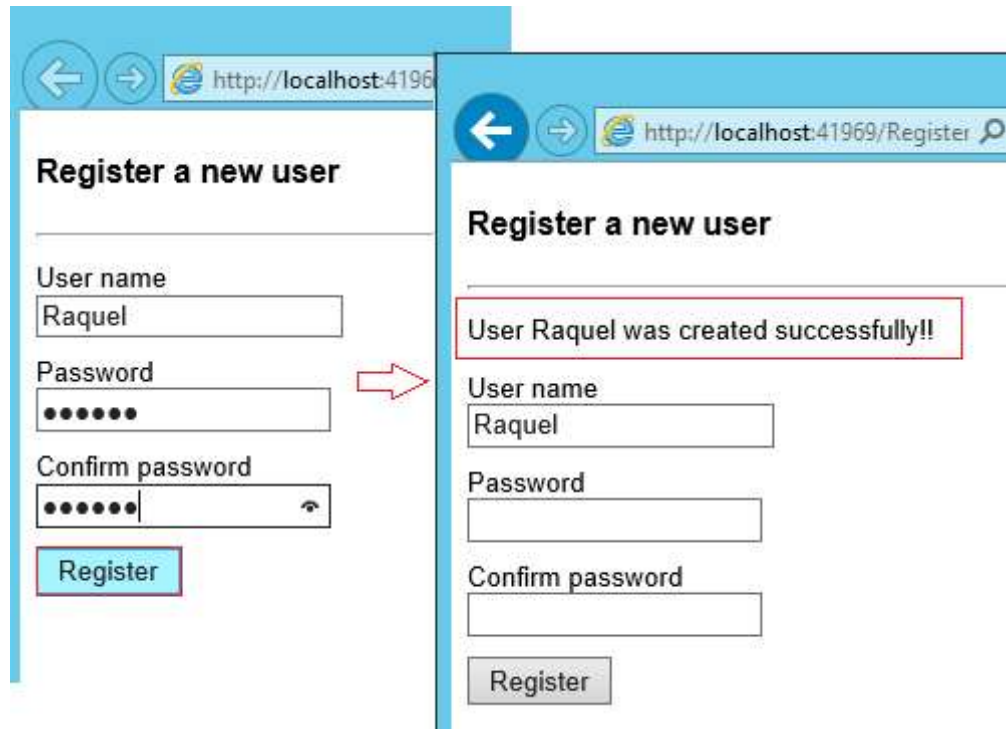 http://localhost:4196
Register a new user
User name
Raquel
Password
●●●●●●
Confirm password
●●●●●●
Register
http://localhost:41969/Register
Register a new user
User Raquel was created successfully!!
User name
Raquel
Password
Confirm password
Register